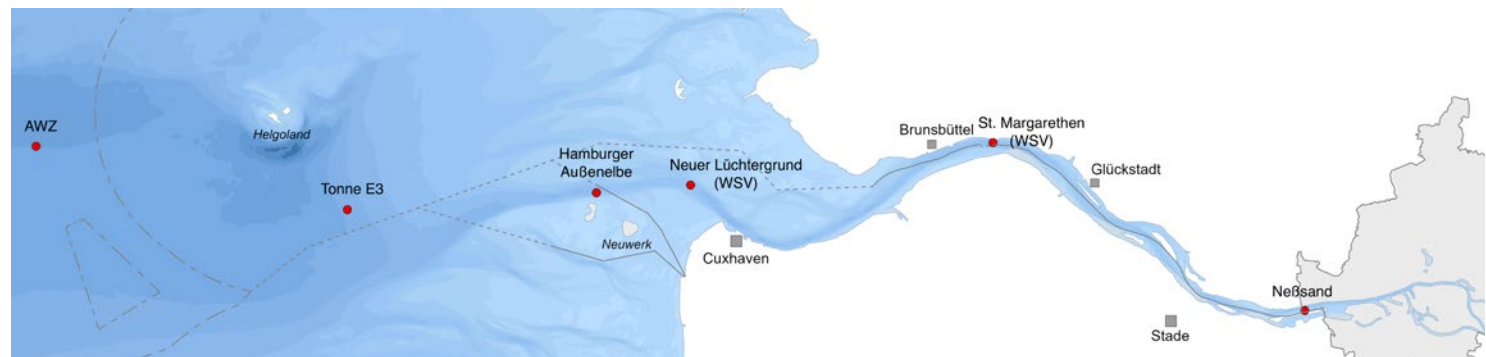 AWZ
Helgoland
Tonne E3
Hamburger
Außenelbe
Neuer Lüchtergrund
(WSV)
Neuwerk
Cuxhaven
Brunsbüttel
St. Margarethen
(WSV)
Glückstadt
Stade
Neßsand